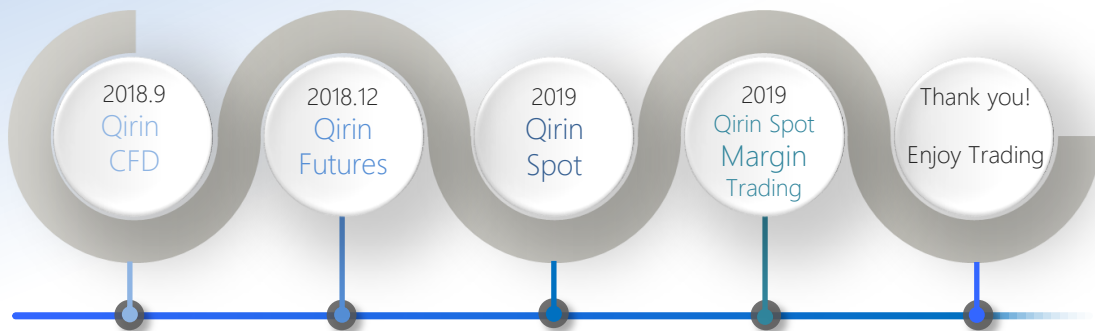 2018.9
Qirin
CFD
2018.12
Qirin
Futures
2019
Qirin
Spot
2019
Qirin Spot
Margin
Trading
Thank you!
Enjoy Trading